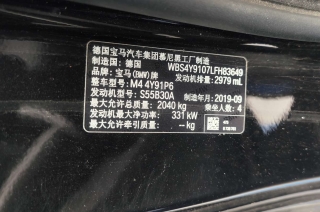 德国宝马汽车集团慕尼黑工厂制造
制造国：德国 WBS4Y9107LFH83649
品牌：宝马(BMW)牌 发动机排量：2979 mL
整车型号：M4 4Y91P6
发动机型号：S55B30A 制造年月：2019-09
最大允许总质量：2040 kg 乘坐人数：4
发动机最大净功率：331 kW
最大允许牵引质量：-- kg